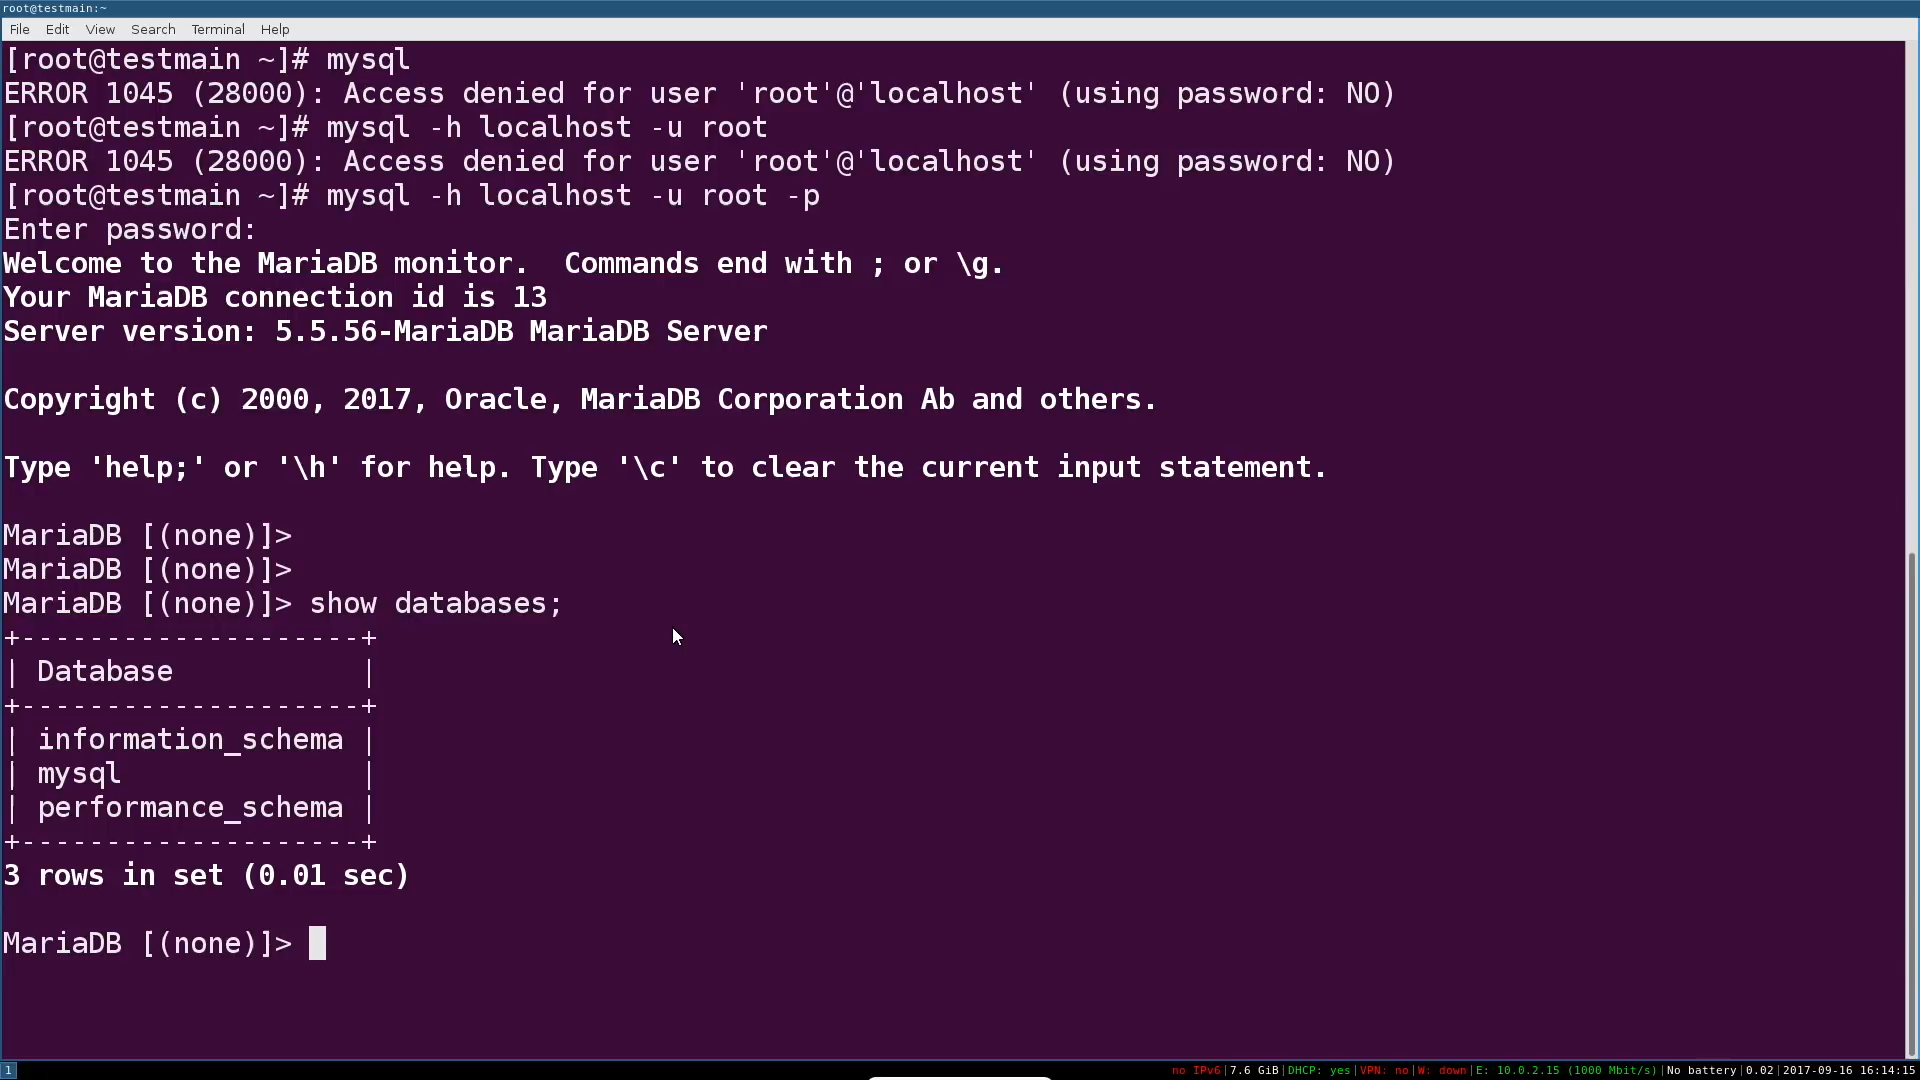 root@testmain:~
File Edit View Search Terminal Help
[root@testmain ~]# mysql
ERROR 1045 (28000): Access denied for user 'root'@'localhost' (using password: NO)
[root@testmain ~]# mysql -h localhost -u root
ERROR 1045 (28000): Access denied for user 'root'@'localhost' (using password: NO)
[root@testmain ~]# mysql -h localhost -u root -p
Enter password:
Welcome to the MariaDB monitor.  Commands end with ; or \g.
Your MariaDB connection id is 13
Server version: 5.5.56-MariaDB MariaDB Server
Copyright (c) 2000, 2017, Oracle, MariaDB Corporation Ab and others.
Type 'help;' or '\h' for help. Type '\c' to clear the current input statement.
MariaDB [(none)]>
MariaDB [(none)]>
MariaDB [(none)]> show databases;
+--------------------+
| Database           |
+--------------------+
| information_schema |
| mysql              |
| performance_schema |
+--------------------+
3 rows in set (0.01 sec)
MariaDB [(none)]>
1 no IPv6|7.6 GiB|DHCP: yes|VPN: no|W: down|E: 10.0.2.15 (1000 Mbit/s)|No battery|0.02|2017-09-16 16:14:15